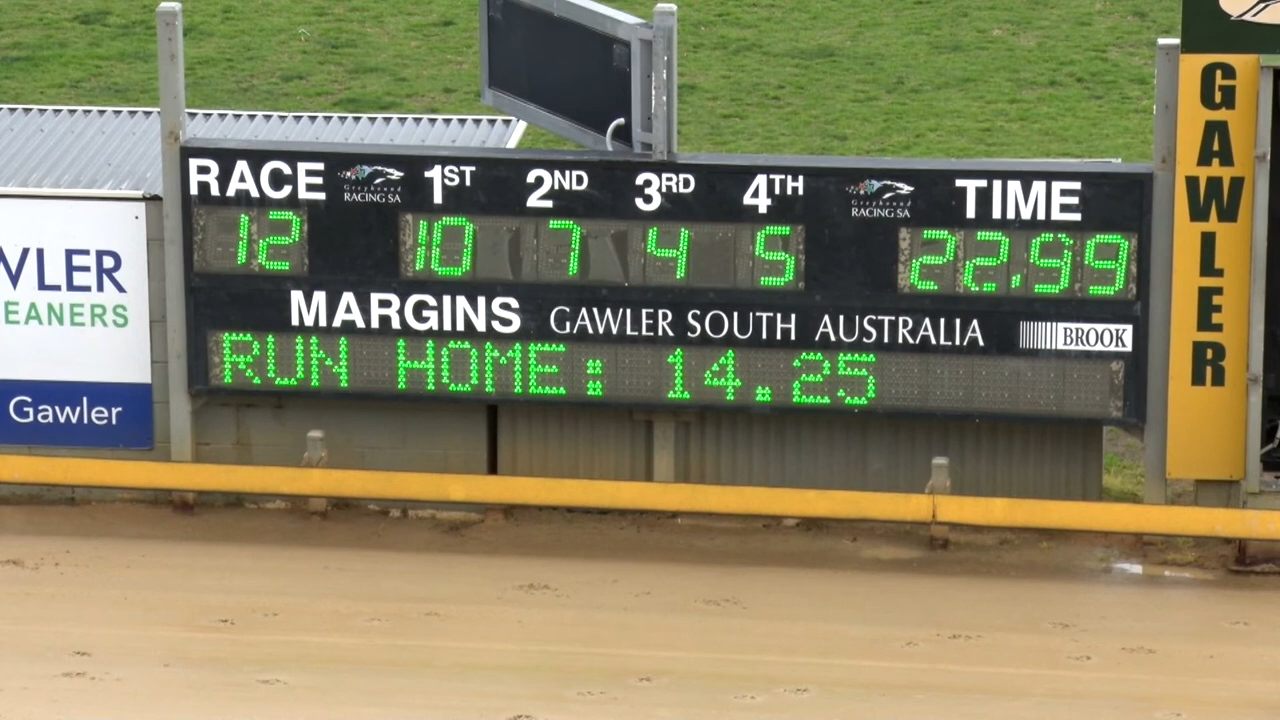 RACE Greyhound RACING SA 1ST 2ND 3RD 4TH Greyhound RACING SA TIME
12 10 7 4 5 22.99
MARGINS GAWLER SOUTH AUSTRALIA BROOK
RUN HOME: 14.25
WLER
EANERS
Gawler
GAWLER